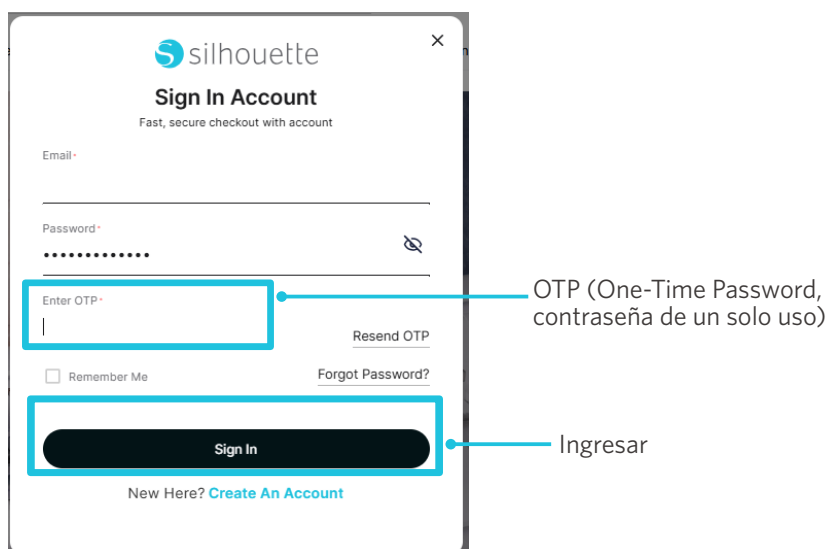 silhouette
Sign In Account
Fast, secure checkout with account
Email*
Password*
Enter OTP*
Resend OTP
Remember Me
Forgot Password?
Sign In
New Here? Create An Account
OTP (One-Time Password,
contraseña de un solo uso)
Ingresar